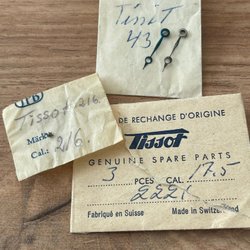 Tissot
43
Tissot 216.
Cal.: 216.
DE RECHANGE D'ORIGINE
Tissot
GENUINE SPARE PARTS
3 PCES CAL. 17.5
2221
Fabriqué en Suisse Made in Switzerland